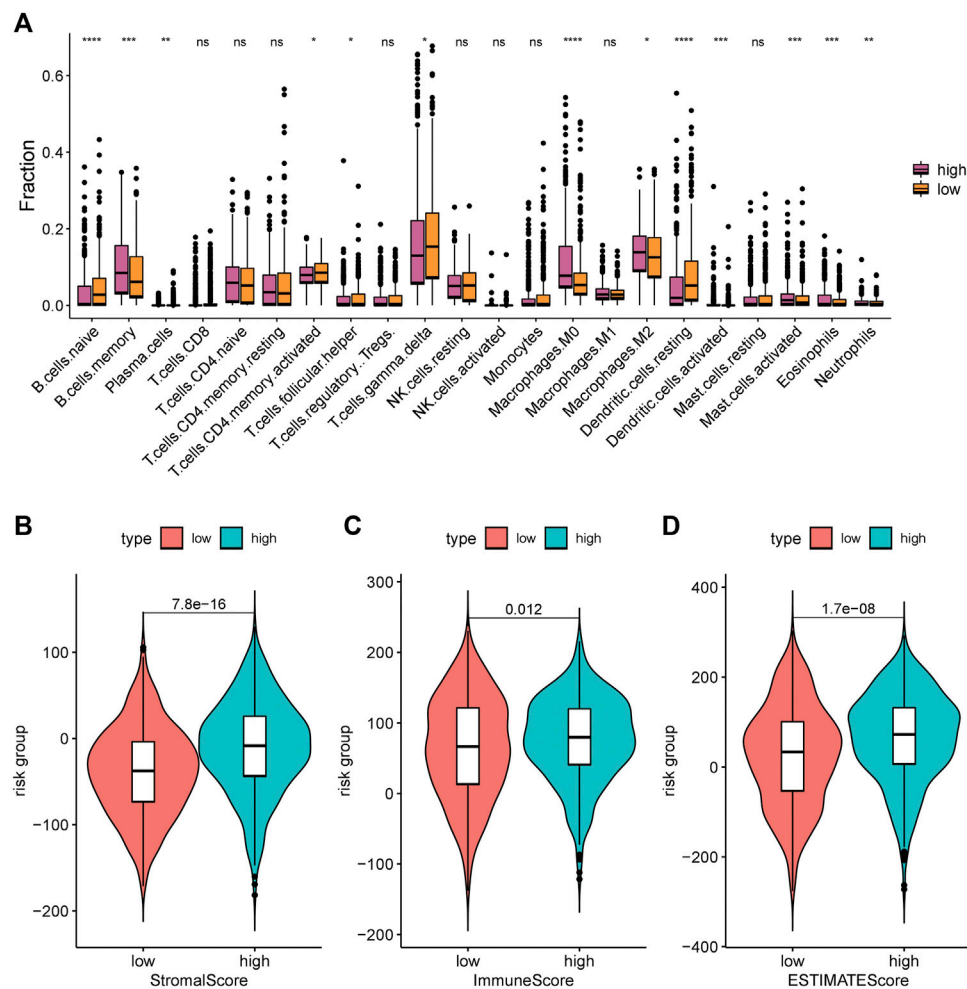 A
**** *** ** ns ns ns * * ns * ns ns ns **** ns * **** *** ns *** *** **
0.6
0.4
0.2
0.0
Fraction
high
low
B.cells.naive
B.cells.memory
Plasma.cells
T.cells.CD8
T.cells.CD4.naive
T.cells.CD4.memory.resting
T.cells.CD4.memory.activated
T.cells.follicular.helper
T.cells.regulatory..Tregs.
T.cells.gamma.delta
NK.cells.resting
NK.cells.activated
Monocytes
Macrophages.M0
Macrophages.M1
Macrophages.M2
Dendritic.cells.resting
Dendritic.cells.activated
Mast.cells.resting
Mast.cells.activated
Eosinophils
Neutrophils
B
type low high
7.8e−16
100
0
−100
−200
risk group
low high
StromalScore
C
type low high
0.012
300
200
100
0
−100
−200
risk group
low high
ImmuneScore
D
type low high
1.7e−08
400
200
0
−200
−400
risk group
low high
ESTIMATEScore